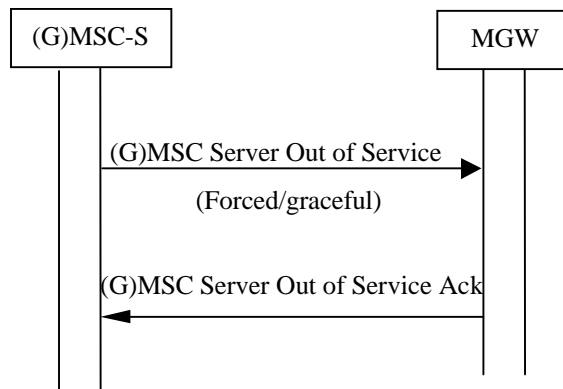 (G)MSC-S
MGW
(G)MSC Server Out of Service
(Forced/graceful)
(G)MSC Server Out of Service Ack